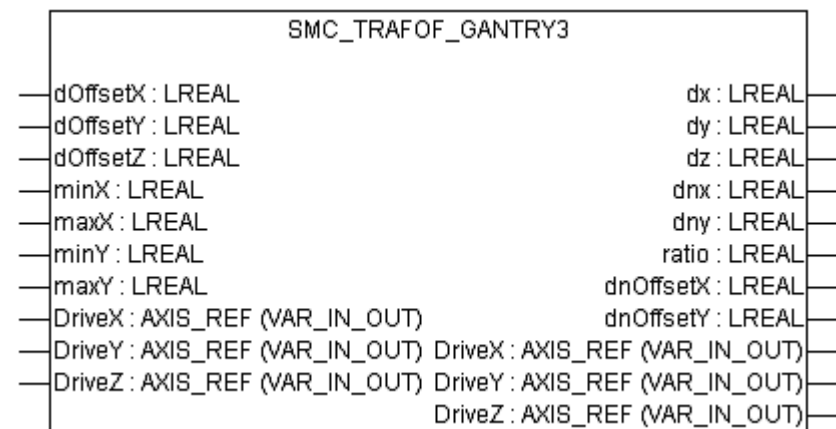 SMC_TRAFOF_GANTRY3
dOffsetX : LREAL dx : LREAL
dOffsetY : LREAL dy : LREAL
dOffsetZ : LREAL dz : LREAL
minX : LREAL dnx : LREAL
maxX : LREAL dny : LREAL
minY : LREAL ratio : LREAL
maxY : LREAL dnOffsetX : LREAL
DriveX : AXIS_REF (VAR_IN_OUT) dnOffsetY : LREAL
DriveY : AXIS_REF (VAR_IN_OUT) DriveX : AXIS_REF (VAR_IN_OUT)
DriveZ : AXIS_REF (VAR_IN_OUT) DriveY : AXIS_REF (VAR_IN_OUT)
DriveZ : AXIS_REF (VAR_IN_OUT)